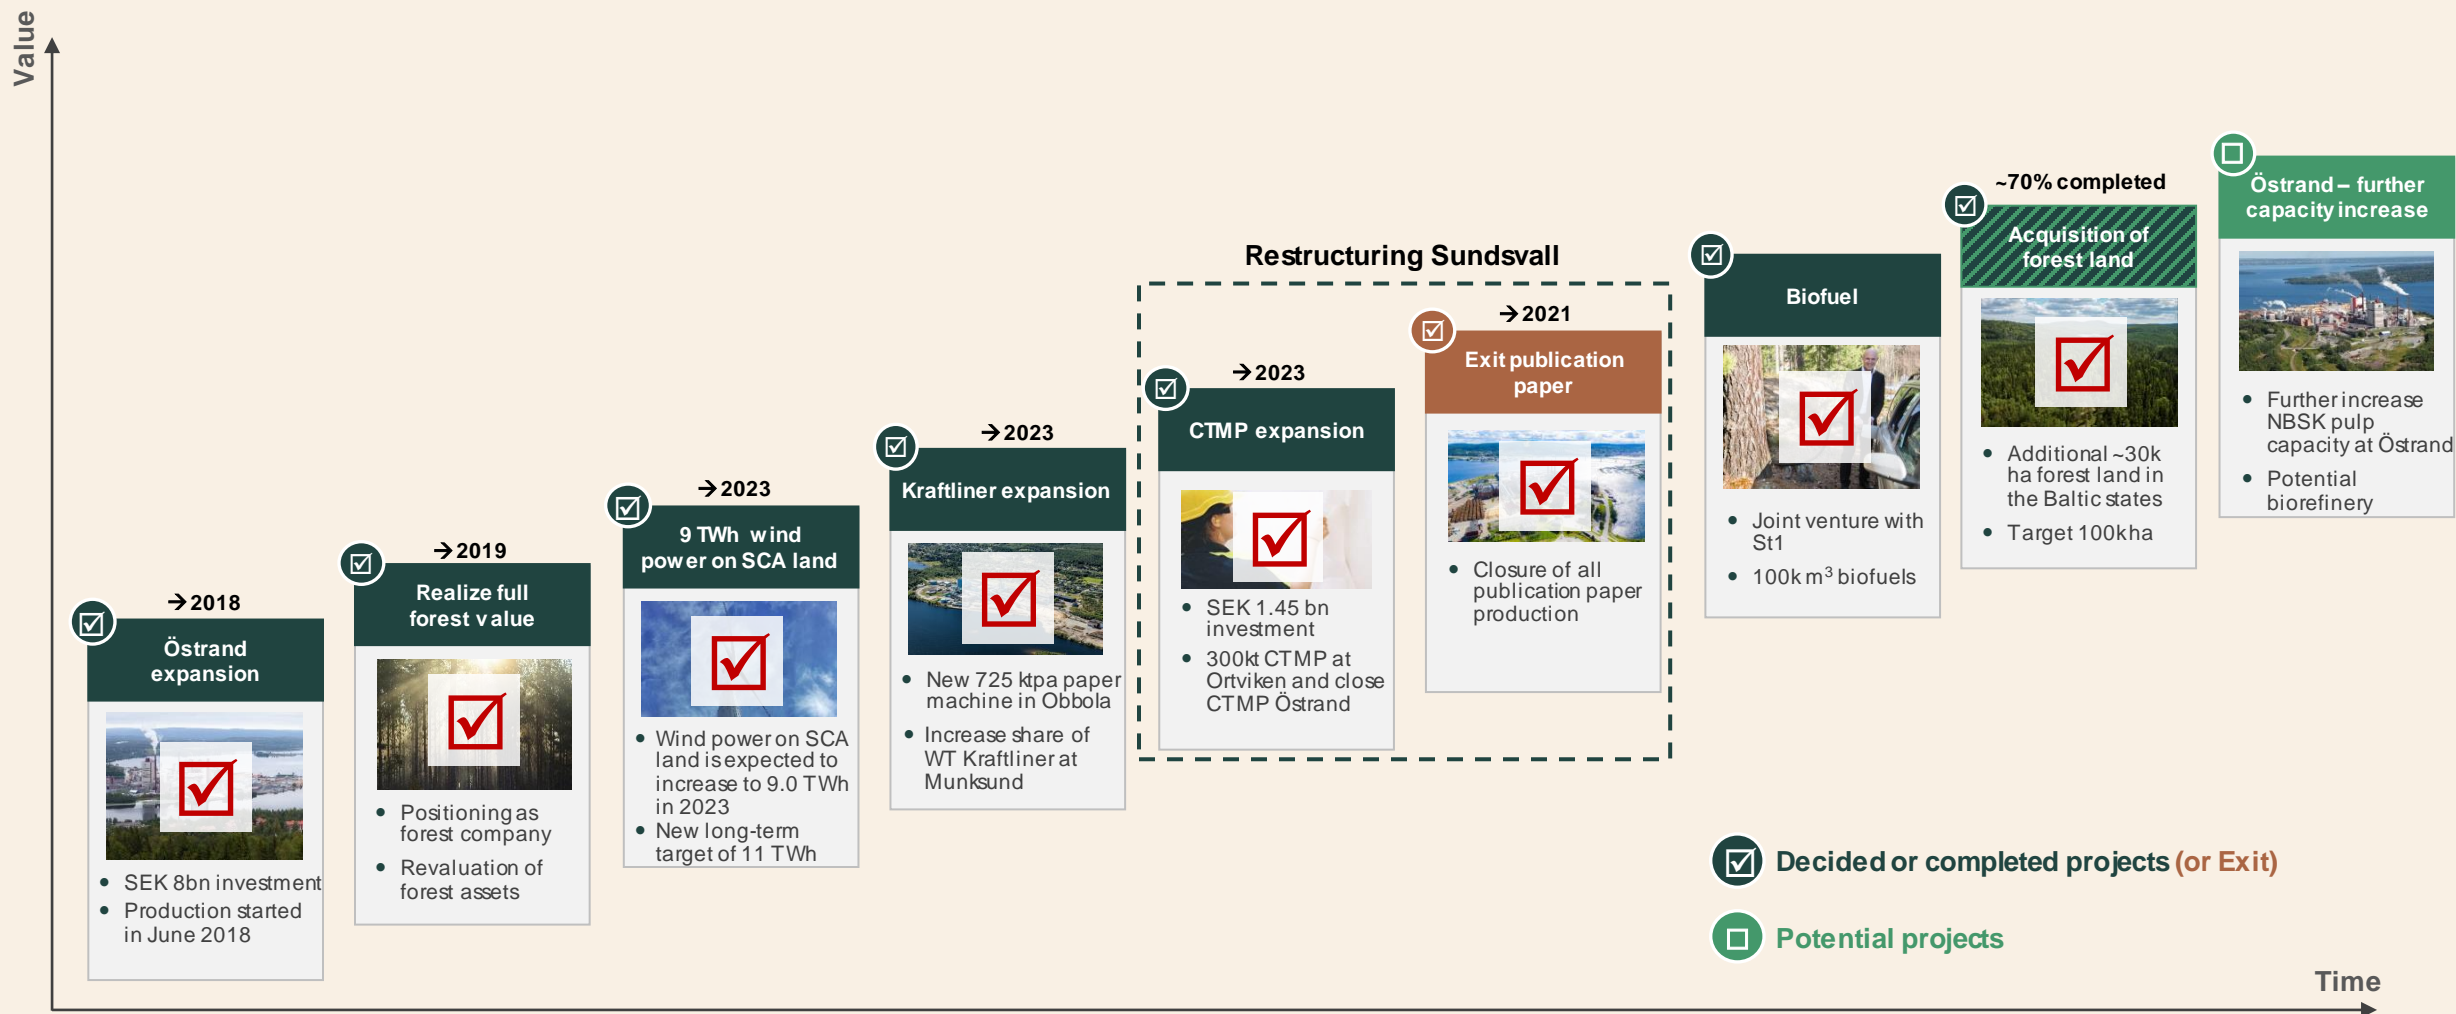 Value
→2018
Östrand
expansion
• SEK 8bn investment
• Production started
in June 2018
→2019
Realize full
forest value
• Positioning as
forest company
• Revaluation of
forest assets
→2023
9 TWh wind
power on SCA land
• Wind power on SCA
land is expected to
increase to 9.0 TWh
in 2023
• New long-term
target of 11 TWh
→2023
Kraftliner expansion
• New 725 ktpa paper
machine in Obbola
• Increase share of
WT Kraftliner at
Munksund
Restructuring Sundsvall
→2023
CTMP expansion
• SEK 1.45 bn
investment
• 300kt CTMP at
Ortviken and close
CTMP Östrand
→2021
Exit publication
paper
• Closure of all
publication paper
production
Biofuel
• Joint venture with
St1
• 100k m³ biofuels
~70% completed
Acquisition of
forest land
• Additional ~30k
ha forest land in
the Baltic states
• Target 100kha
Östrand – further
capacity increase
• Further increase
NBSK pulp
capacity at Östrand
• Potential
biorefinery
Decided or completed projects (or Exit)
Potential projects
Time